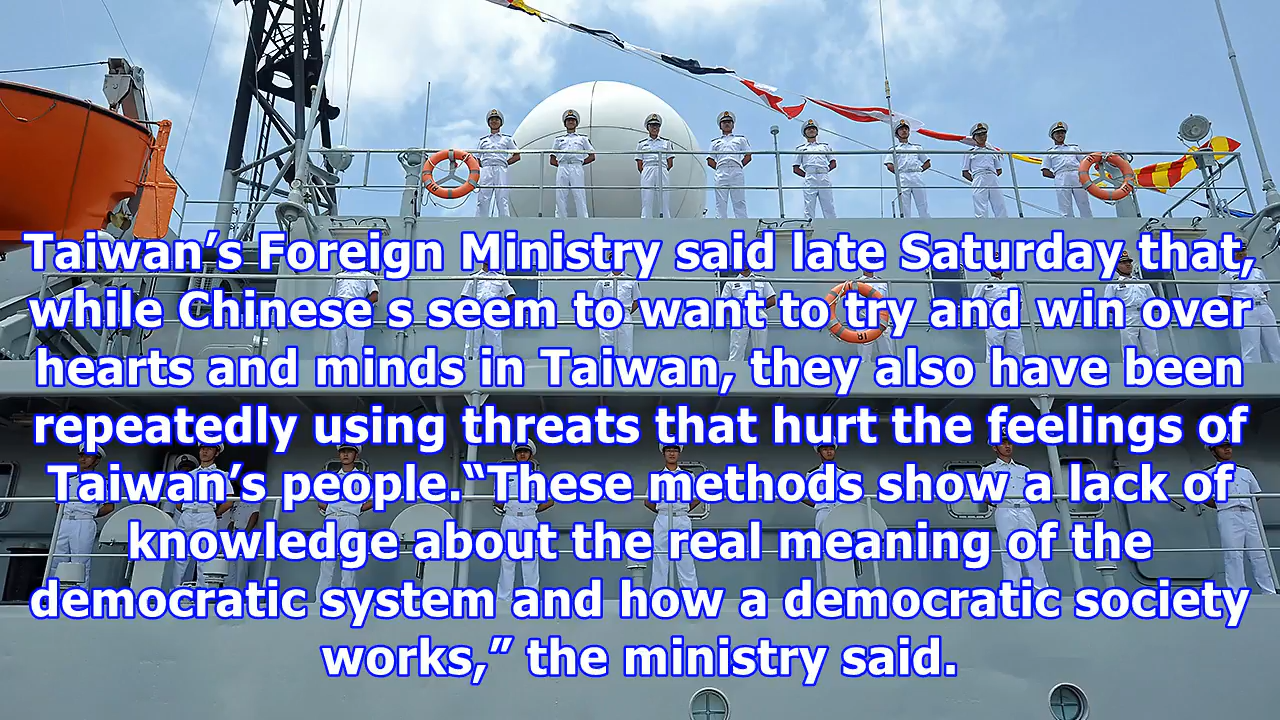 Taiwan’s Foreign Ministry said late Saturday that,
while Chinese s seem to want to try and win over
hearts and minds in Taiwan, they also have been
repeatedly using threats that hurt the feelings of
Taiwan’s people.“These methods show a lack of
knowledge about the real meaning of the
democratic system and how a democratic society
works,” the ministry said.